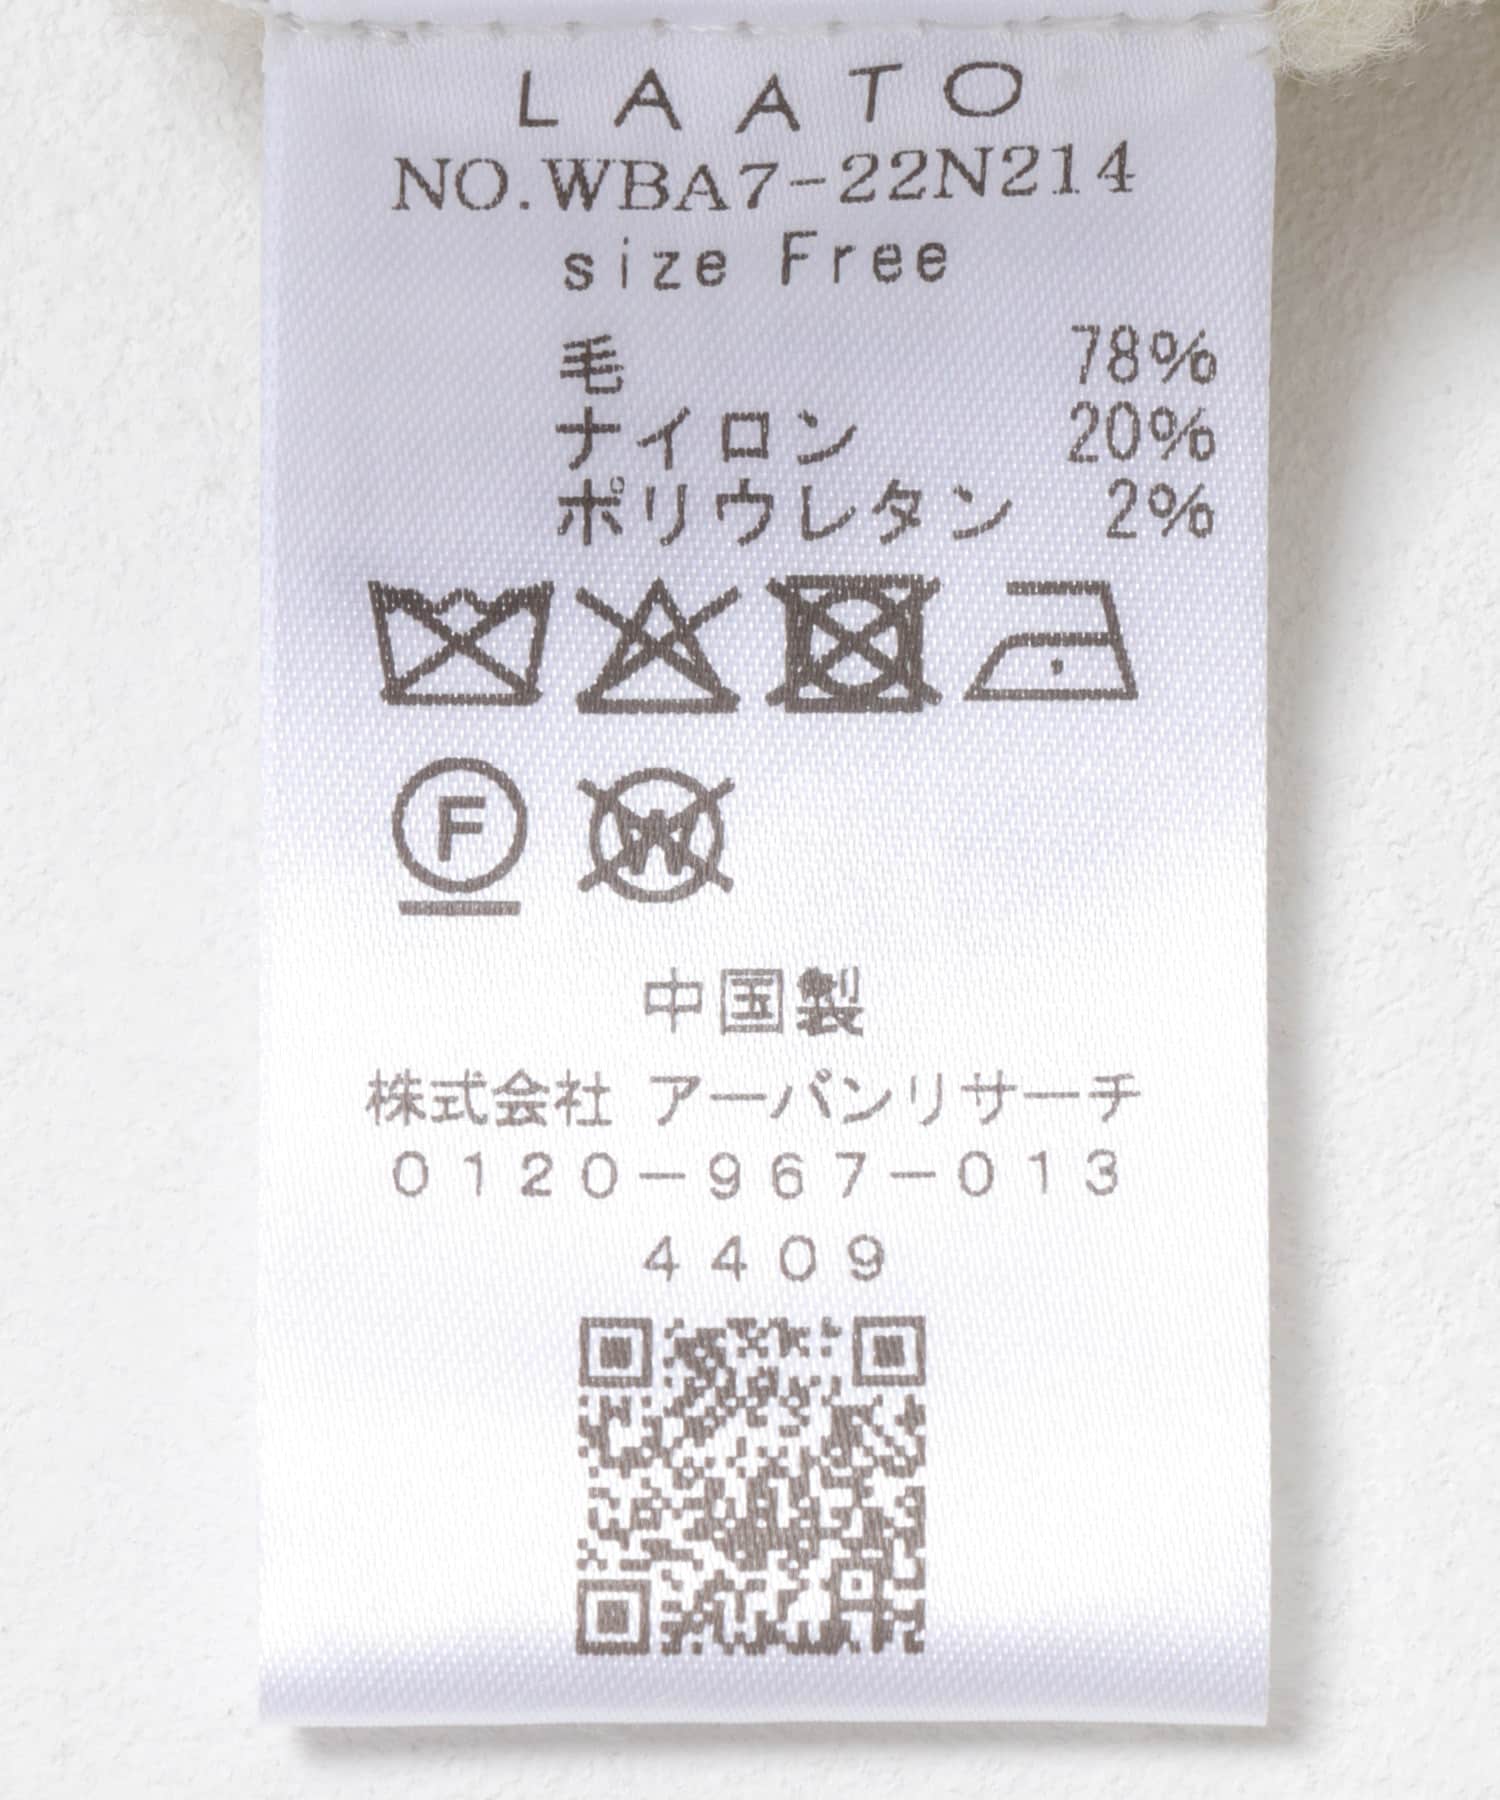 LAATO
NO.WBA7-22N214
size Free
毛 78%
ナイロン 20%
ポリウレタン 2%
F
W
中国製
株式会社 アーバンリサーチ
0120-967-013
4409